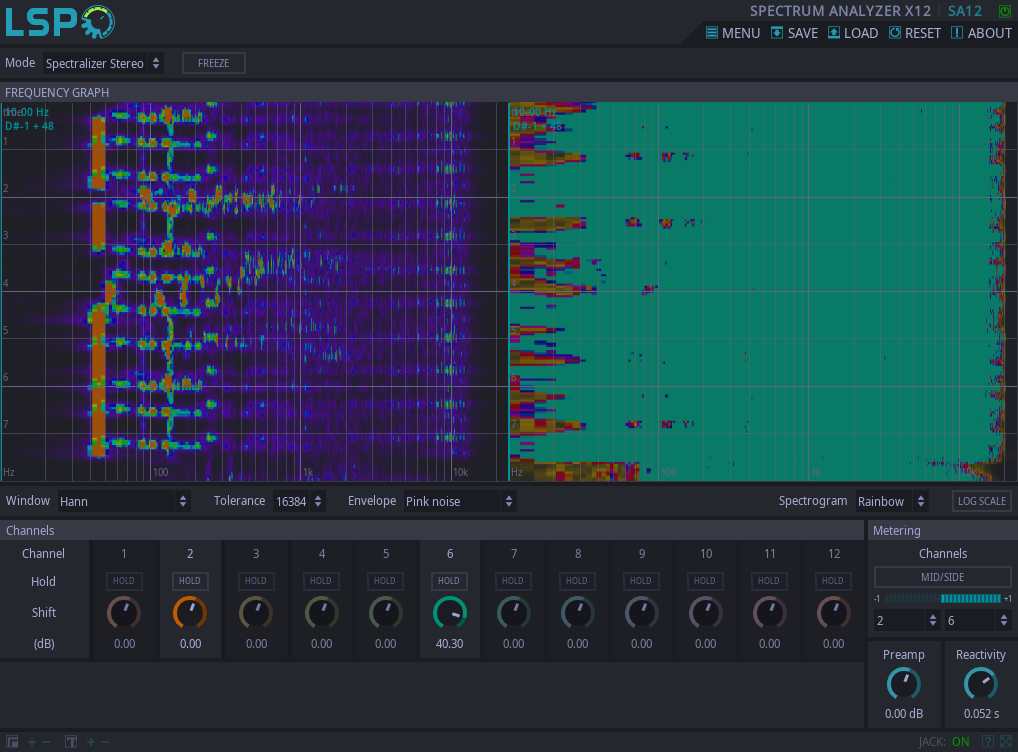 LSP
SPECTRUM ANALYZER X12 SA12
MENU SAVE LOAD RESET ABOUT
Mode Spectralizer Stereo FREEZE
FREQUENCY GRAPH
10.00 Hz 10.00 Hz
D#-1 + 48 D#-1 + 48
1 1
2 2
3 3
4 4
5 5
6 6
7 7
Hz 100 1k 10k Hz 100 1k 10k
Window Hann Tolerance 16384 Envelope Pink noise Spectrogram Rainbow LOG SCALE
Channels
Channel 1 2 3 4 5 6 7 8 9 10 11 12
Hold HOLD HOLD HOLD HOLD HOLD HOLD HOLD HOLD HOLD HOLD HOLD HOLD
Shift
(dB) 0.00 0.00 0.00 0.00 0.00 40.30 0.00 0.00 0.00 0.00 0.00 0.00
Metering
Channels
MID/SIDE
-1 +1
2 6
Preamp Reactivity
0.00 dB 0.052 s
+ − T + − JACK: ON ?